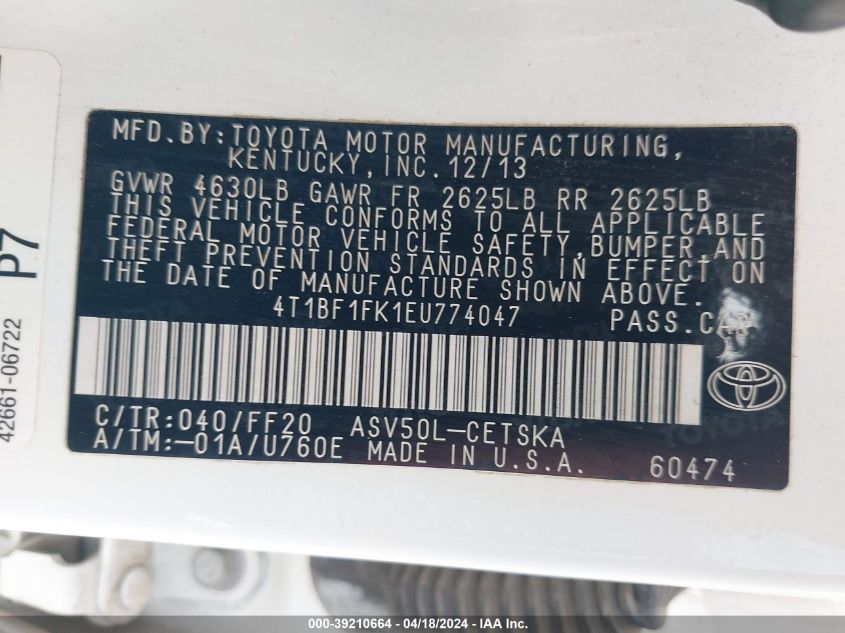 MFD.BY:TOYOTA MOTOR MANUFACTURING,
KENTUCKY,INC.12/13
GVWR 4630LB GAWR FR 2625LB RR 2625LB
THIS VEHICLE CONFORMS TO ALL APPLICABLE
FEDERAL MOTOR VEHICLE SAFETY,BUMPER,AND
THEFT PREVENTION STANDARDS IN EFFECT ON
THE DATE OF MANUFACTURE SHOWN ABOVE.
4T1BF1FK1EU774047 PASS.CAR
C/TR:040/FF20 ASV50L-CETSKA
A/TM:-01A/U760E MADE IN U.S.A. 60474
P7
42661-06722
000-39210664 - 04/18/2024 - IAA Inc.